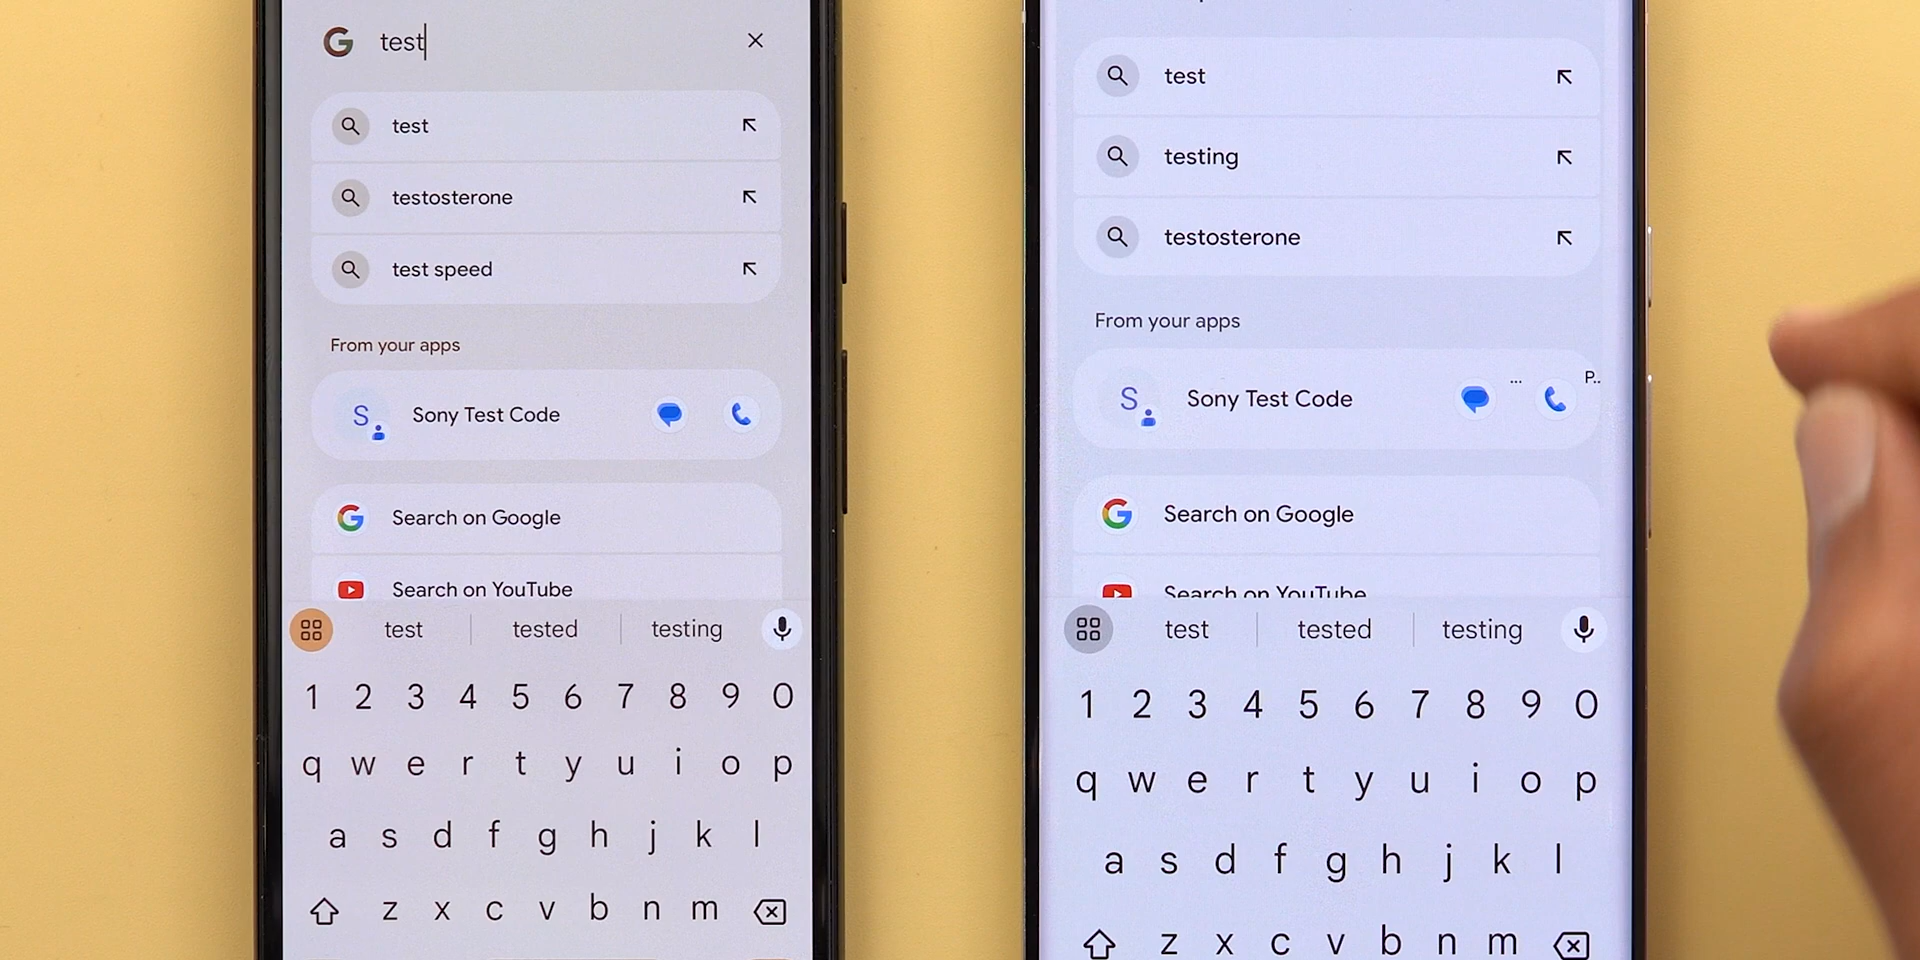 test
test
testosterone
test speed
From your apps
S Sony Test Code
Search on Google
Search on YouTube
test tested testing
1 2 3 4 5 6 7 8 9 0
q w e r t y u i o p
a s d f g h j k l
z x c v b n m
test
testing
testosterone
From your apps
S Sony Test Code ... P..
Search on Google
Search on YouTube
test tested testing
1 2 3 4 5 6 7 8 9 0
q w e r t y u i o p
a s d f g h j k l
z x c v b n m